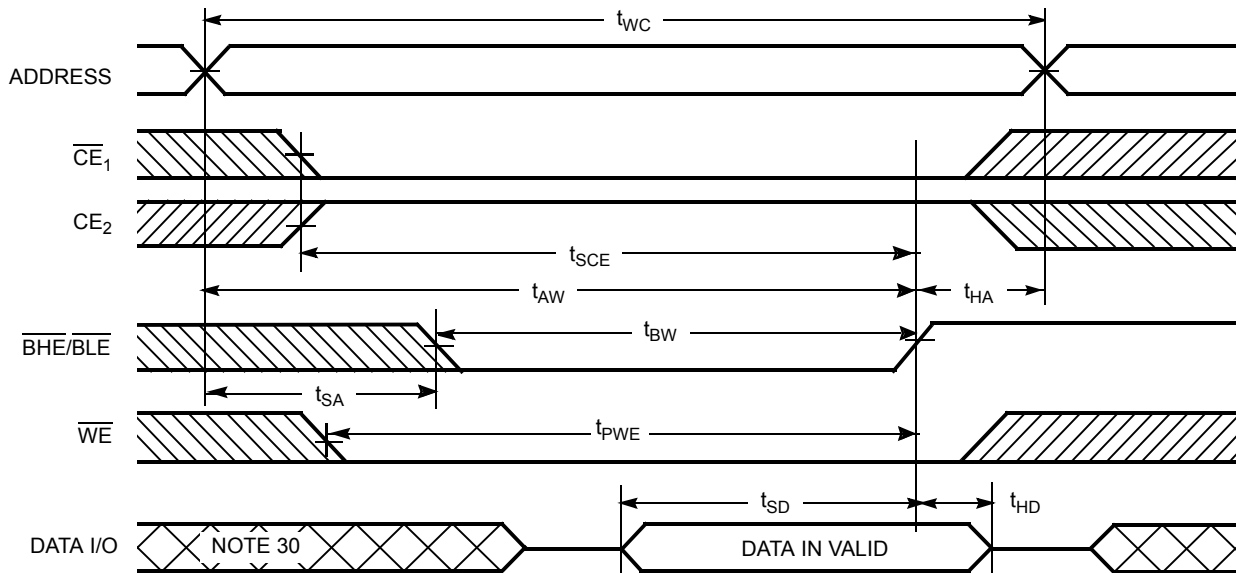 tWC
ADDRESS
CE1
CE2
tSCE
tAW
tHA
tBW
BHE/BLE
tSA
WE
tPWE
tSD
tHD
DATA I/O
NOTE 30
DATA IN VALID